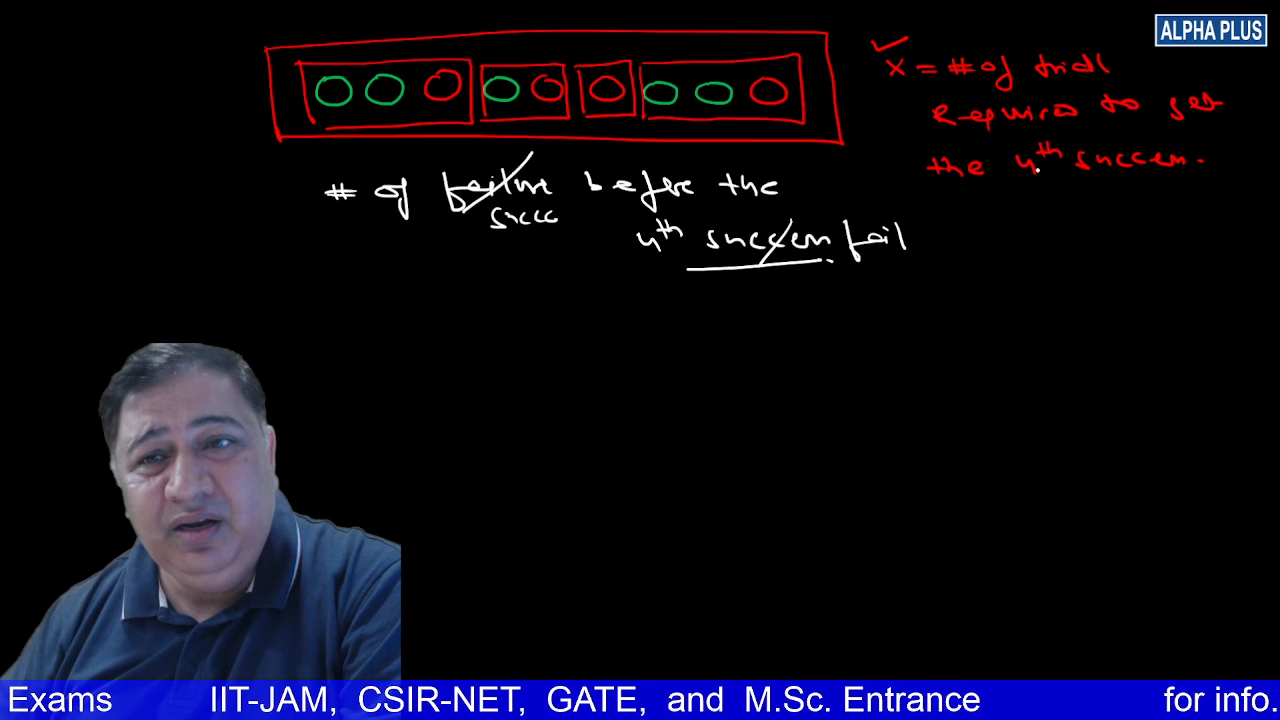 ALPHA PLUS
X = # of trial
required to get
the 4th success.
# of failure before the
succ
4th success fail
Exams IIT-JAM, CSIR-NET, GATE, and M.Sc. Entrance for info.